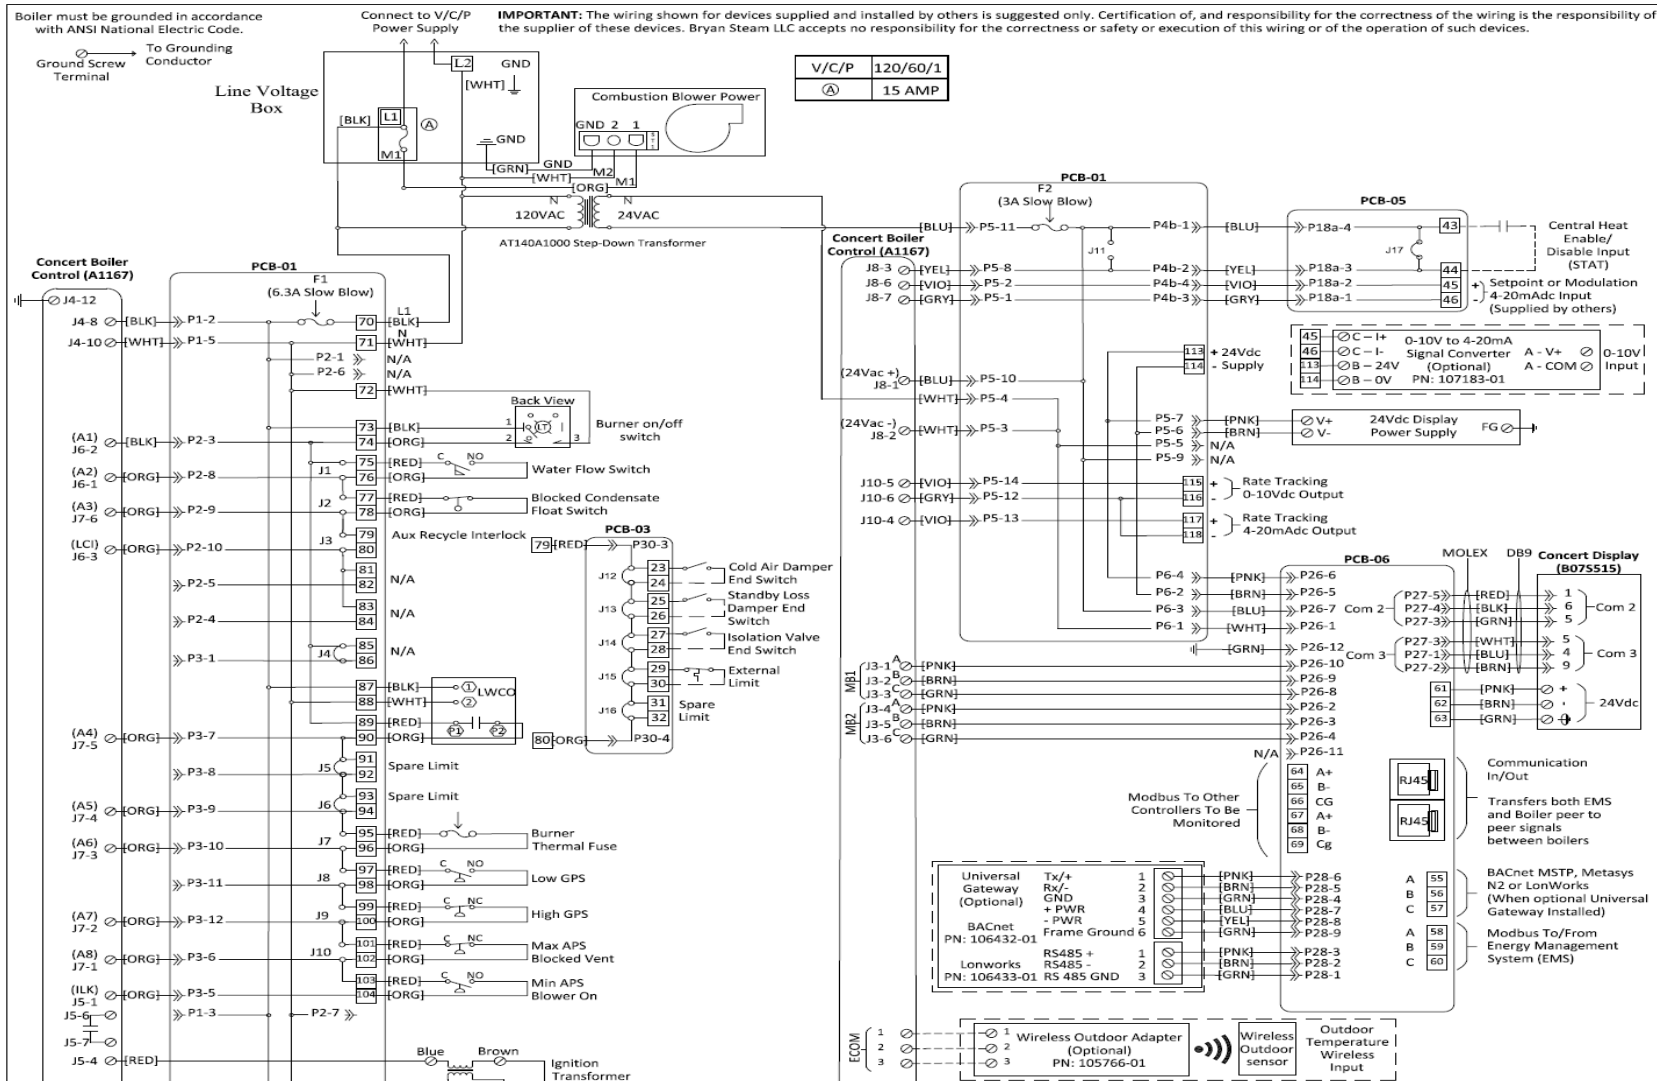 Boiler must be grounded in accordance
with ANSI National Electric Code.
To Grounding
Conductor
Ground Screw
Terminal
Connect to V/C/P
Power Supply
IMPORTANT: The wiring shown for devices supplied and installed by others is suggested only. Certification of, and responsibility for the correctness of the wiring is the responsibility of
the supplier of these devices. Bryan Steam LLC accepts no responsibility for the correctness or safety or execution of this wiring or of the operation of such devices.
V/C/P 120/60/1
A 15 AMP
Line Voltage
Box
L2 GND
[WHT]
[BLK] L1 A
M1
GND
Combustion Blower Power
GND 2 1
[GRN] GND
[WHT] M2
[ORG] M1
N N
120VAC 24VAC
AT140A1000 Step-Down Transformer
Concert Boiler
Control (A1167)
PCB-01
F1
(6.3A Slow Blow)
J4-12
J4-8 [BLK] P1-2 70 [BLK] L1
J4-10 [WHT] P1-5 71 [WHT] N
P2-1 N/A
P2-6 N/A
72 [WHT]
Back View
1 LT
2 3
Burner on/off
switch
73 [BLK]
(A1)
J6-2 [BLK] P2-3 74 [ORG]
75 [RED] C NO
Water Flow Switch
(A2)
J6-1 [ORG] P2-8 J1 76 [ORG]
77 [RED] Blocked Condensate
Float Switch
(A3)
J7-6 [ORG] P2-9 J2 78 [ORG]
79 Aux Recycle Interlock
(LCI)
J6-3 [ORG] P2-10 J3 80
81
P2-5 82 N/A
83
P2-4 84 N/A
85
P3-1 J4 86 N/A
87 [BLK] 1 LWCO
88 [WHT] 2
89 [RED]
(A4)
J7-5 [ORG] P3-7 90 [ORG] P1 P2
91
P3-8 J5 92 Spare Limit
93 Spare Limit
(A5)
J7-4 [ORG] P3-9 J6 94
95 [RED] Burner
Thermal Fuse
(A6)
J7-3 [ORG] P3-10 J7 96 [ORG]
97 [RED] C NO
Low GPS
P3-11 J8 98 [ORG]
99 [RED] C NC
High GPS
(A7)
J7-2 [ORG] P3-12 J9 100 [ORG]
101 [RED] C NC Max APS
Blocked Vent
(A8)
J7-1 [ORG] P3-6 J10 102 [ORG]
103 [RED] C NO Min APS
Blower On
(ILK)
J5-1 [ORG] P3-5 104 [ORG]
J5-6 P1-3 P2-7
J5-7
J5-4 [RED]
Blue Brown
Ignition
Transformer
PCB-03
79 [RED] P30-3
J12 23 24 Cold Air Damper
End Switch
J13 25 26 Standby Loss
Damper End
Switch
J14 27 28 Isolation Valve
End Switch
J15 29 30 External
Limit
J16 31 32 Spare
Limit
80 [ORG] P30-4
Concert Boiler
Control (A1167)
PCB-01
F2
(3A Slow Blow)
PCB-05
[BLU] P5-11 P4b-1 [BLU] P18a-4 43
J11 J17
J8-3 [YEL] P5-8 P4b-2 [YEL] P18a-3 44
J8-6 [VIO] P5-2 P4b-4 [VIO] P18a-2 45 +
J8-7 [GRY] P5-1 P4b-3 [GRY] P18a-1 46 -
Central Heat
Enable/
Disable Input
(STAT)
Setpoint or Modulation
4-20mAdc Input
(Supplied by others)
45 C – I+
46 C – I-
113 B – 24V
114 B – 0V
0-10V to 4-20mA
Signal Converter
(Optional)
PN: 107183-01
A - V+
A - COM
0-10V
Input
113 + 24Vdc
114 - Supply
(24Vac +)
J8-1 [BLU] P5-10
[WHT] P5-4
(24Vac -)
J8-2 [WHT] P5-3
P5-7 [PNK] V+
P5-6 [BRN] V-
24Vdc Display
Power Supply
FG
P5-5 N/A
P5-9 N/A
J10-5 [VIO] P5-14 115 +
J10-6 [GRY] P5-12 116 -
Rate Tracking
0-10Vdc Output
J10-4 [VIO] P5-13 117 +
118 -
Rate Tracking
4-20mAdc Output
PCB-06
MOLEX DB9
Concert Display
(B07S515)
P6-4 [PNK] P26-6
P6-2 [BRN] P26-5
P6-3 [BLU] P26-7
P6-1 [WHT] P26-1
[GRN] P26-12
Com 2
P27-5 [RED] 1
P27-4 [BLK] 6
P27-3 [GRN] 5
Com 2
Com 3
P27-3 [WHT] 5
P27-1 [BLU] 4
P27-2 [BRN] 9
Com 3
MB1
J3-1 A [PNK] P26-10
J3-2 B [BRN] P26-9
J3-3 C [GRN] P26-8
MB2
J3-4 A [PNK] P26-2
J3-5 B [BRN] P26-3
J3-6 C [GRN] P26-4
N/A P26-11
61 [PNK] +
62 [BRN] -
63 [GRN]
24Vdc
Modbus To Other
Controllers To Be
Monitored
64 A+
65 B-
66 CG
67 A+
68 B-
69 Cg
RJ45
RJ45
Communication
In/Out
Transfers both EMS
and Boiler peer to
peer signals
between boilers
Universal
Gateway
(Optional)
BACnet
PN: 106432-01
Lonworks
PN: 106433-01
Tx/+ 1 [PNK] P28-6
Rx/- 2 [BRN] P28-5
GND 3 [GRN] P28-4
+ PWR 4 [BLU] P28-7
- PWR 5 [YEL] P28-8
Frame Ground 6 [GRN] P28-9
RS485 + 1 [PNK] P28-3
RS485 - 2 [BRN] P28-2
RS 485 GND 3 [GRN] P28-1
A 55
B 56
C 57
BACnet MSTP, Metasys
N2 or LonWorks
(When optional Universal
Gateway Installed)
A 58
B 59
C 60
Modbus To/From
Energy Management
System (EMS)
ECOM
1 1
2 2
3 3
Wireless Outdoor Adapter
(Optional)
PN: 105766-01
Wireless
Outdoor
sensor
Outdoor
Temperature
Wireless
Input